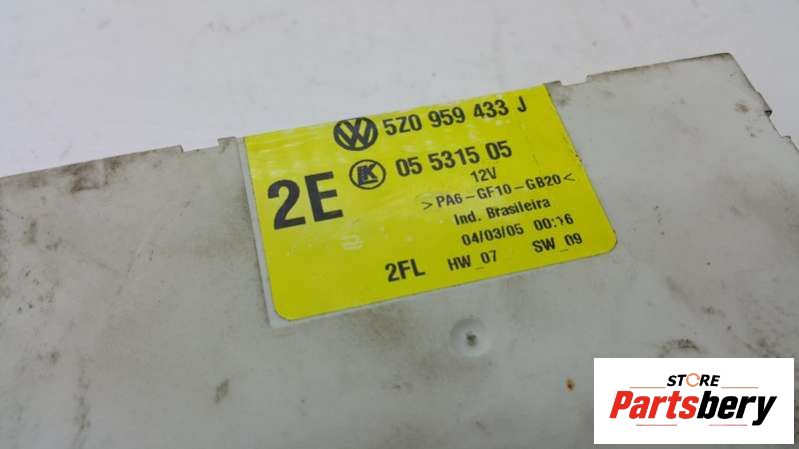 5Z0 959 433 J
2E
05 5315 05
12V
>PA6-GF10-GB20<
Ind. Brasileira
04/03/05 00:16
2FL HW_07 SW_09
STORE
Partsbery